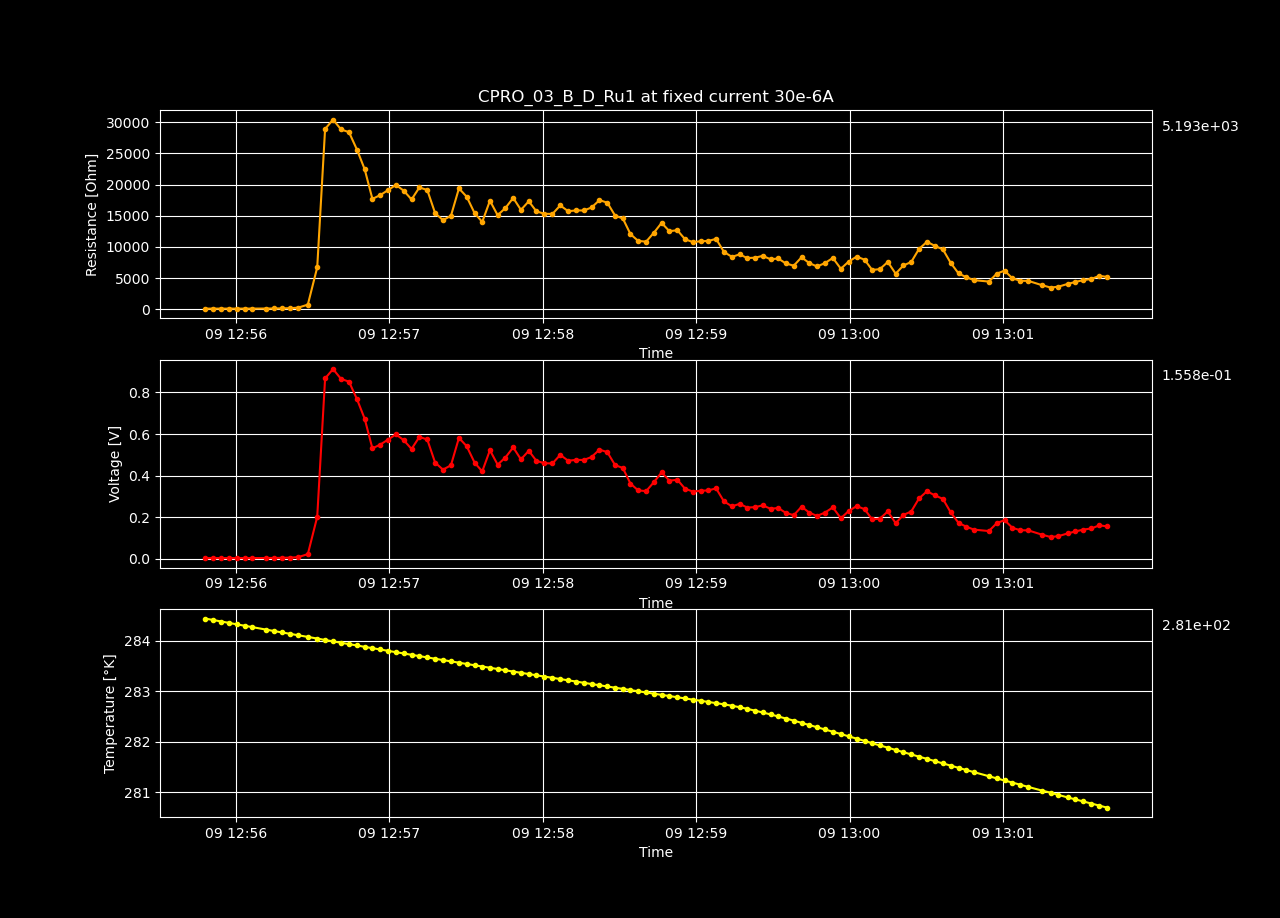 CPRO_03_B_D_Ru1 at fixed current 30e-6A
5.193e+03
Resistance [Ohm]
30000
25000
20000
15000
10000
5000
0
09 12:56 09 12:57 09 12:58 09 12:59 09 13:00 09 13:01
Time
1.558e-01
Voltage [V]
0.8
0.6
0.4
0.2
0.0
09 12:56 09 12:57 09 12:58 09 12:59 09 13:00 09 13:01
Time
2.81e+02
Temperature [°K]
284
283
282
281
09 12:56 09 12:57 09 12:58 09 12:59 09 13:00 09 13:01
Time